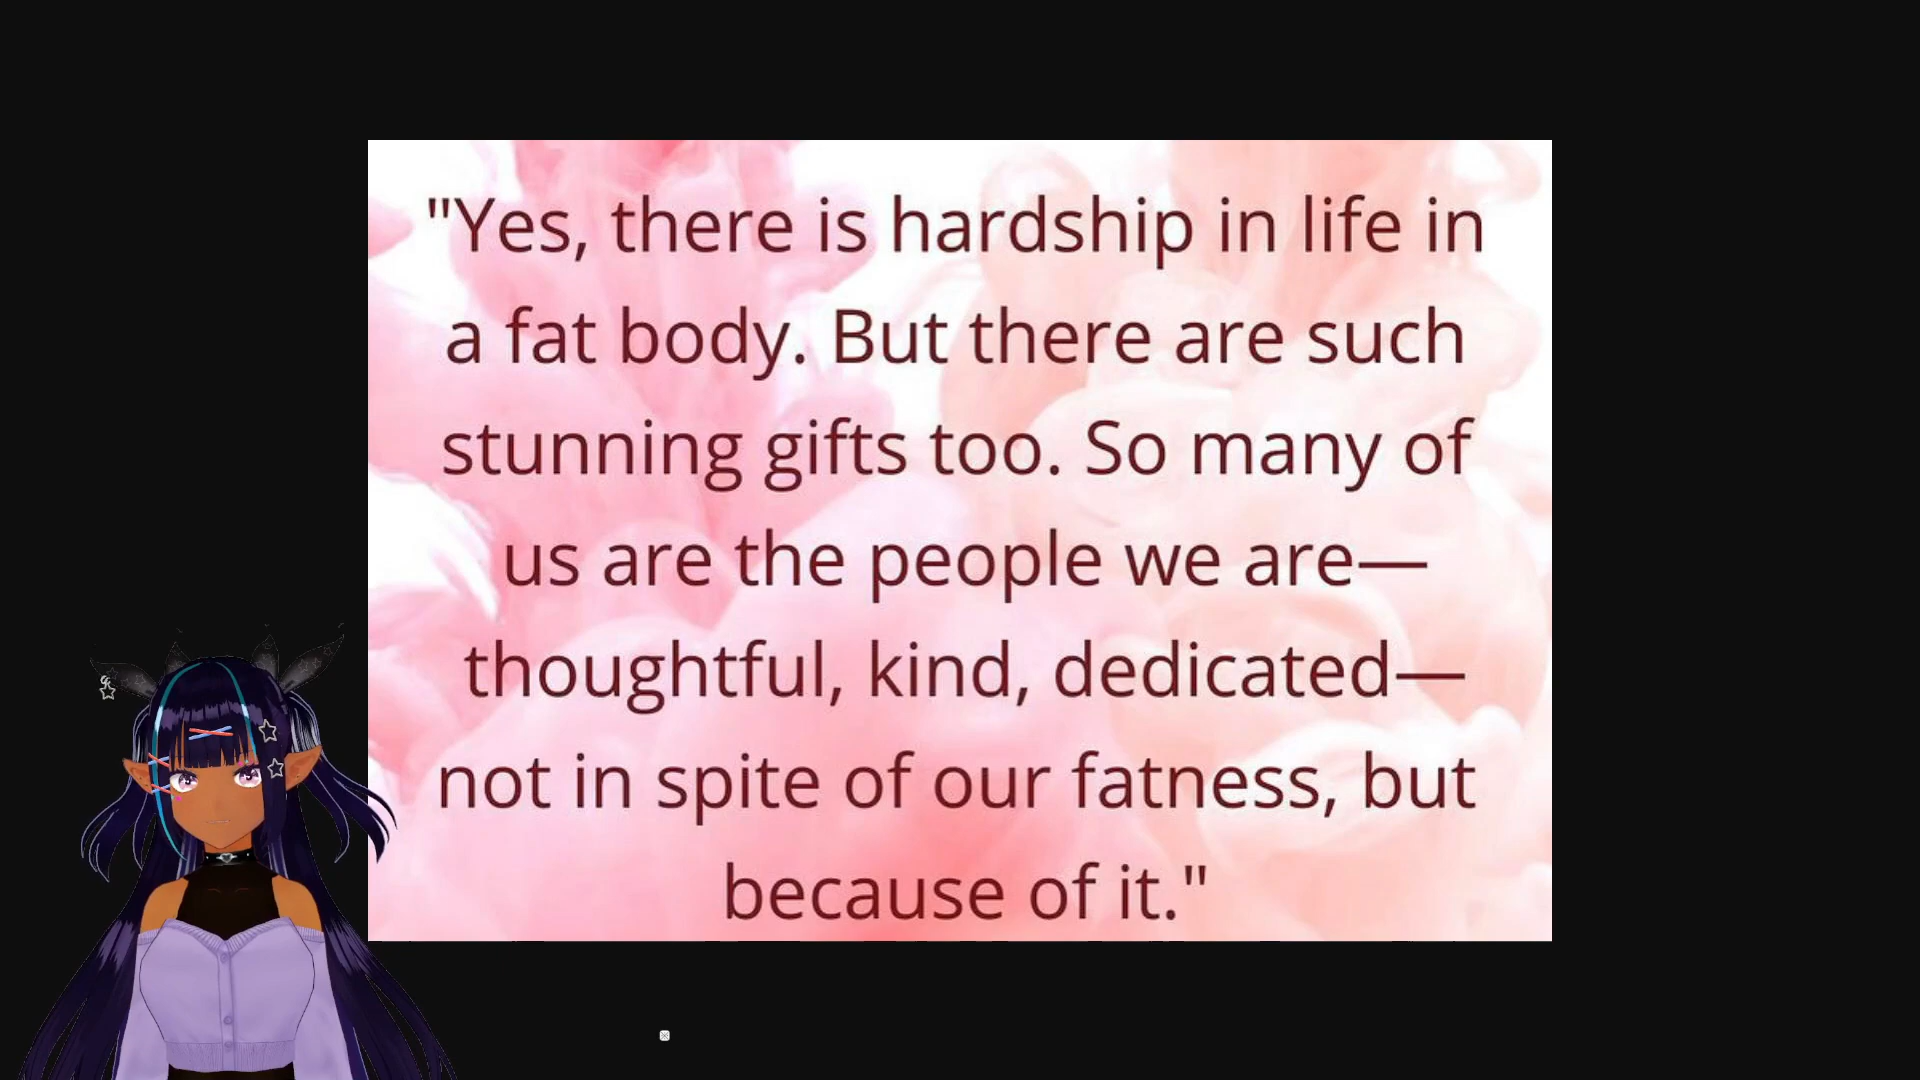 "Yes, there is hardship in life in
a fat body. But there are such
stunning gifts too. So many of
us are the people we are—
thoughtful, kind, dedicated—
not in spite of our fatness, but
because of it."